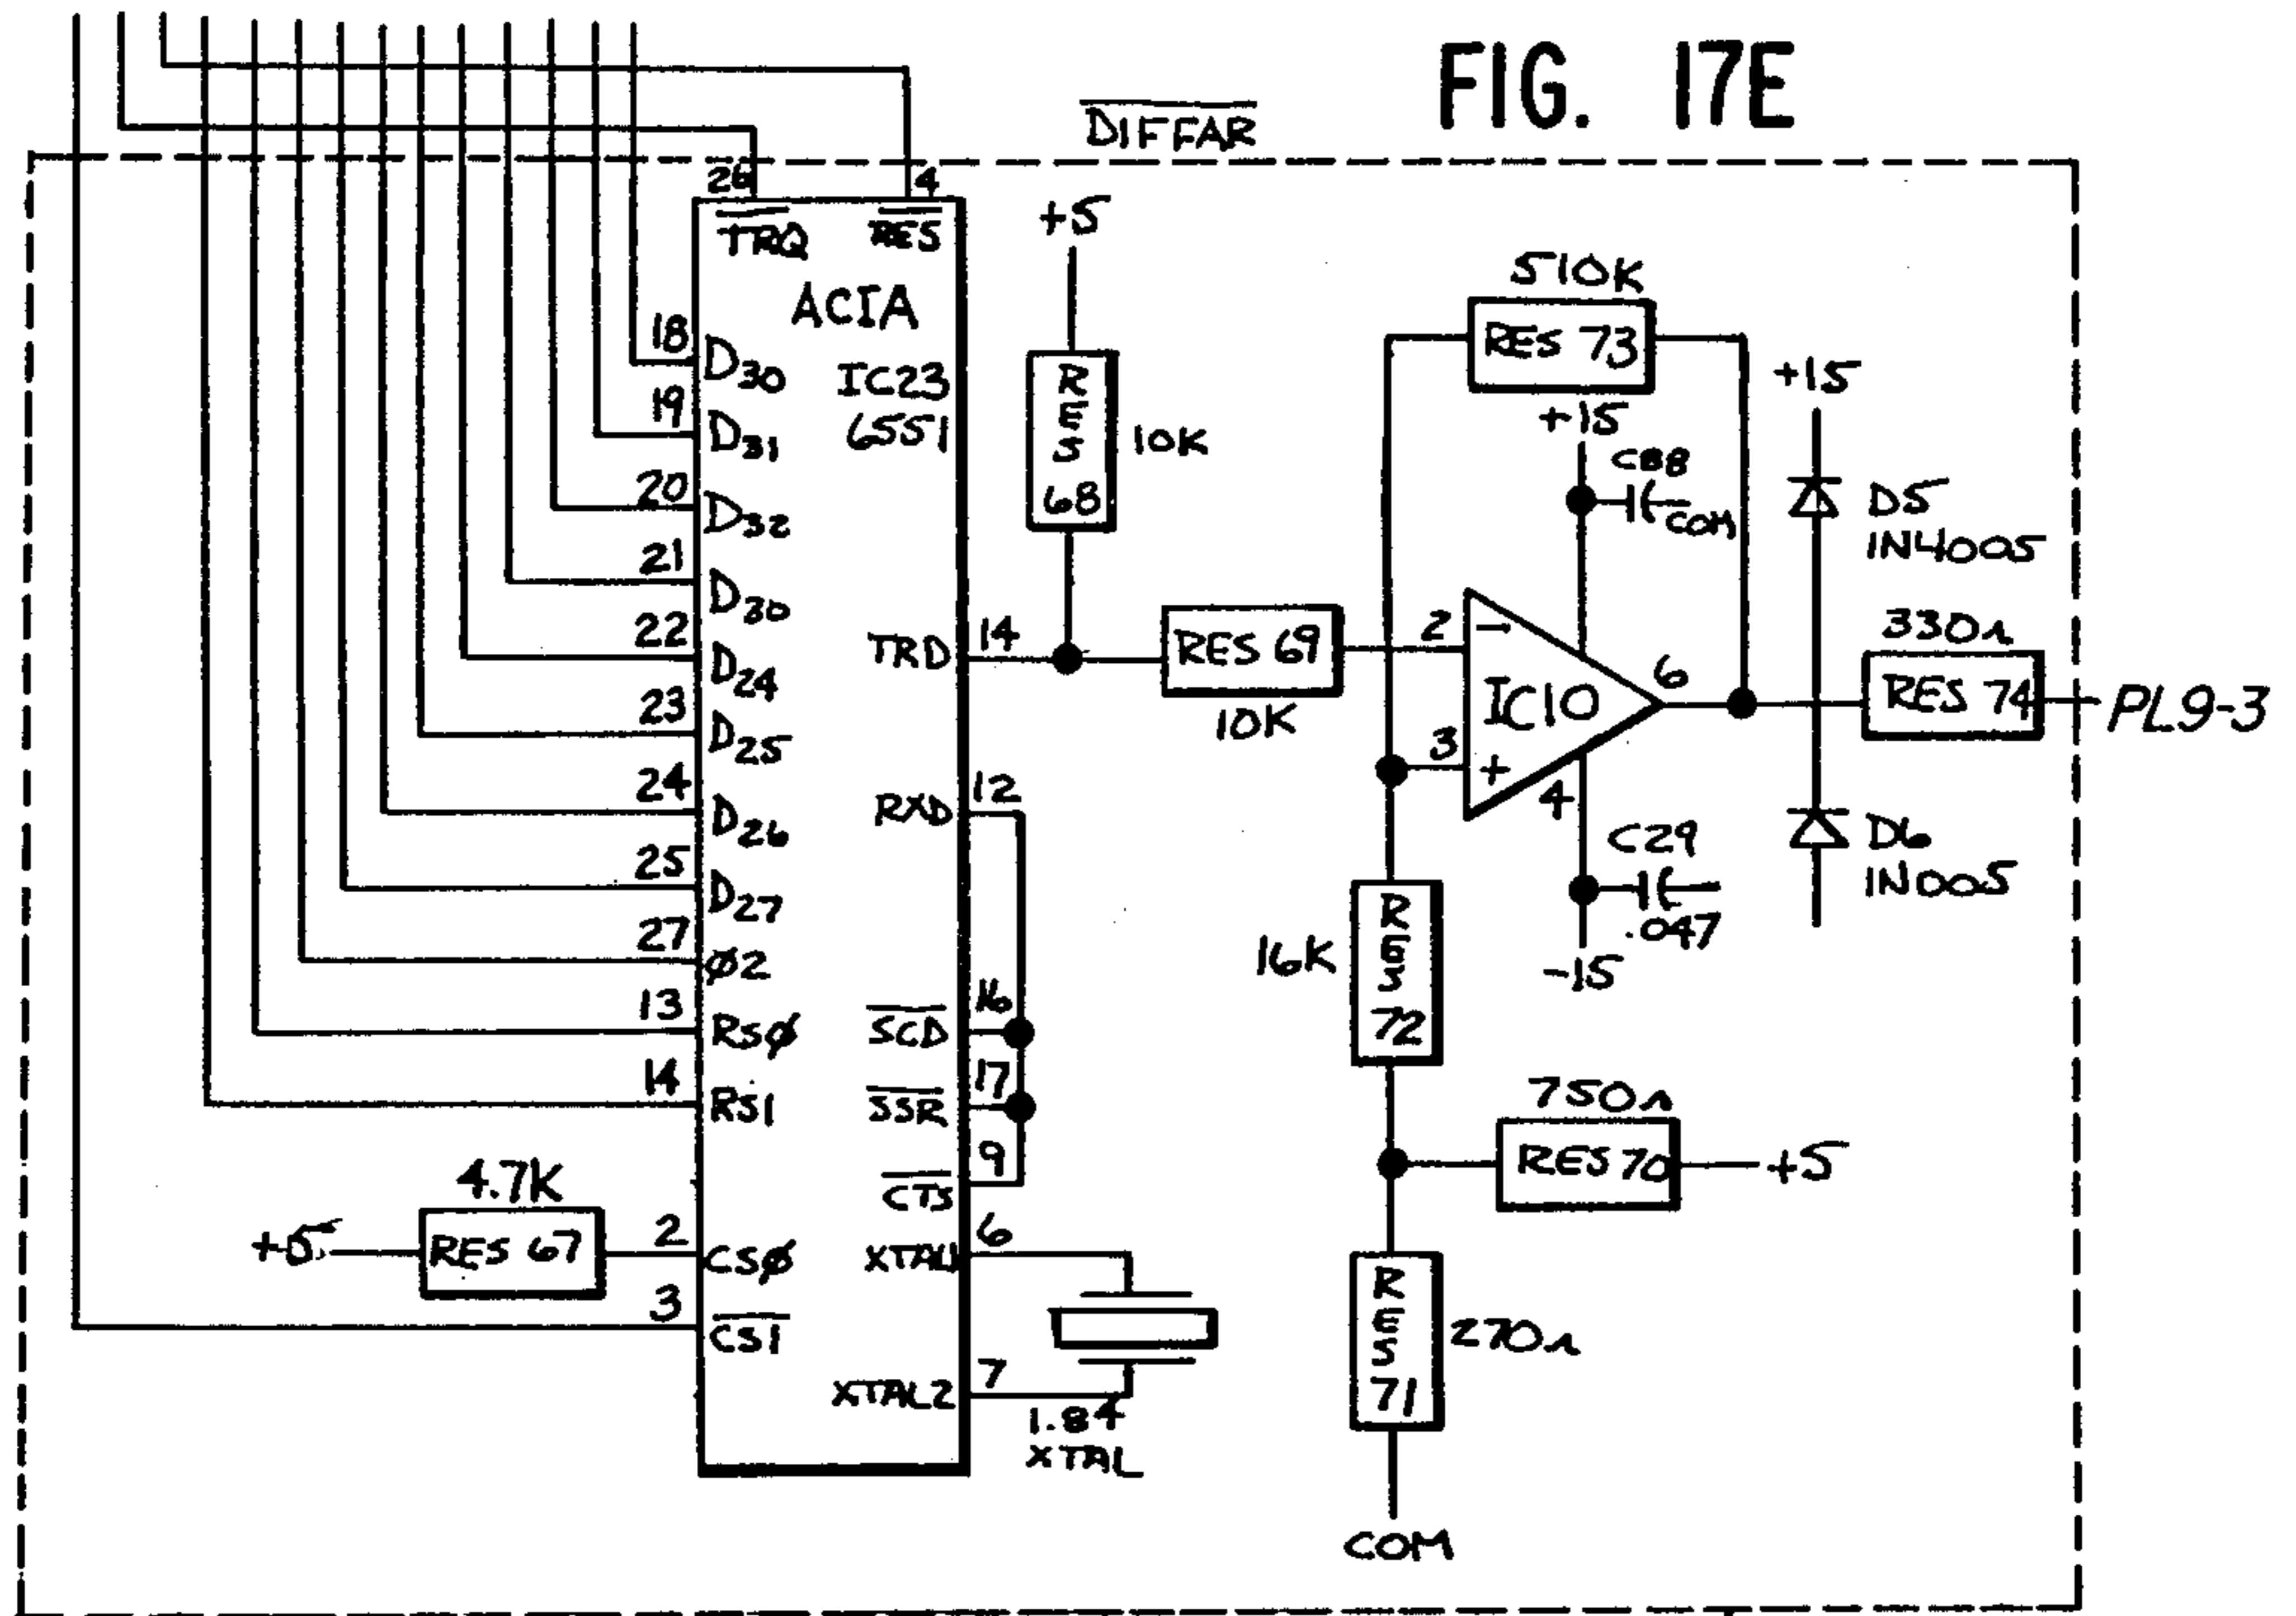 FIG. 17E
DIFFAR
26
4
IRQ
RES
ACIA
IC23
6551
18
D30
19
D31
20
D32
21
D30
22
D24
23
D25
24
D26
25
D27
27
φ2
13
RSφ
14
RS1
+5
4.7K
RES 67
2
CSφ
3
CS1
TRD
14
RXD
12
SCD
16
SSR
17
CTS
9
XTAL1
6
XTAL2
7
1.84
XTAL
+5
RES
68
10K
RES 69
10K
510K
RES 73
+15
C88
COM
2
−
IC10
3
+
6
4
C29
.047
-15
+15
D5
IN4005
D6
IN005
330Ω
RES 74
PL9-3
16K
RES
72
750Ω
RES 70
+5
RES
71
270Ω
COM